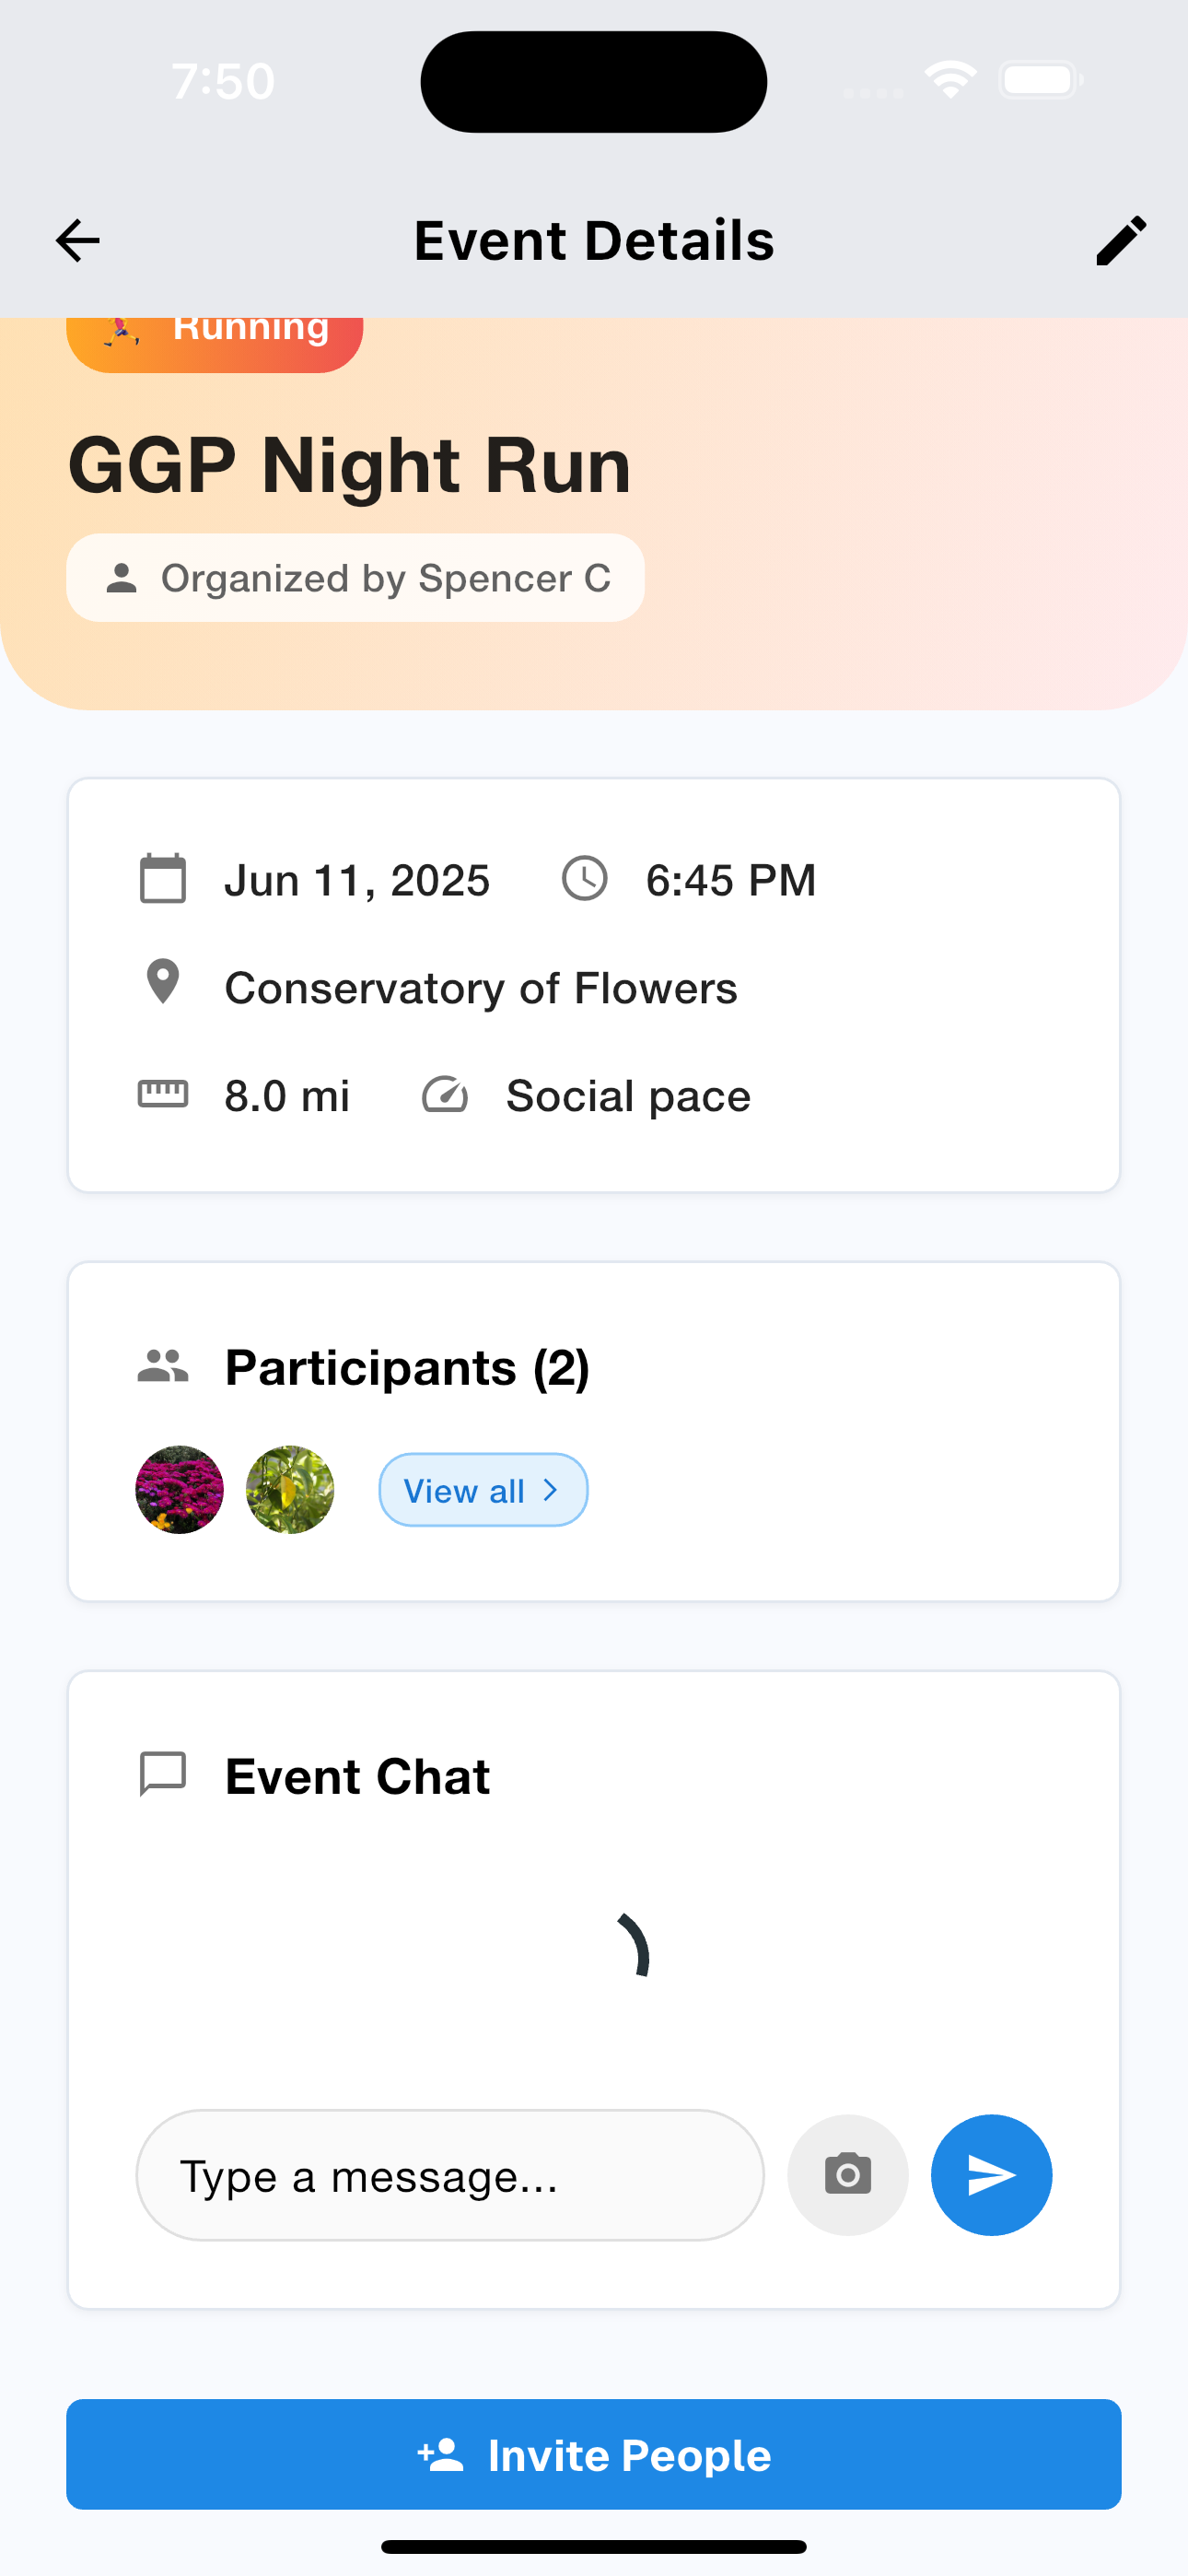 7:50
Event Details
Running
GGP Night Run
Organized by Spencer C
Jun 11, 2025 6:45 PM
Conservatory of Flowers
8.0 mi Social pace
Participants (2)
View all
Event Chat
Type a message...
Invite People